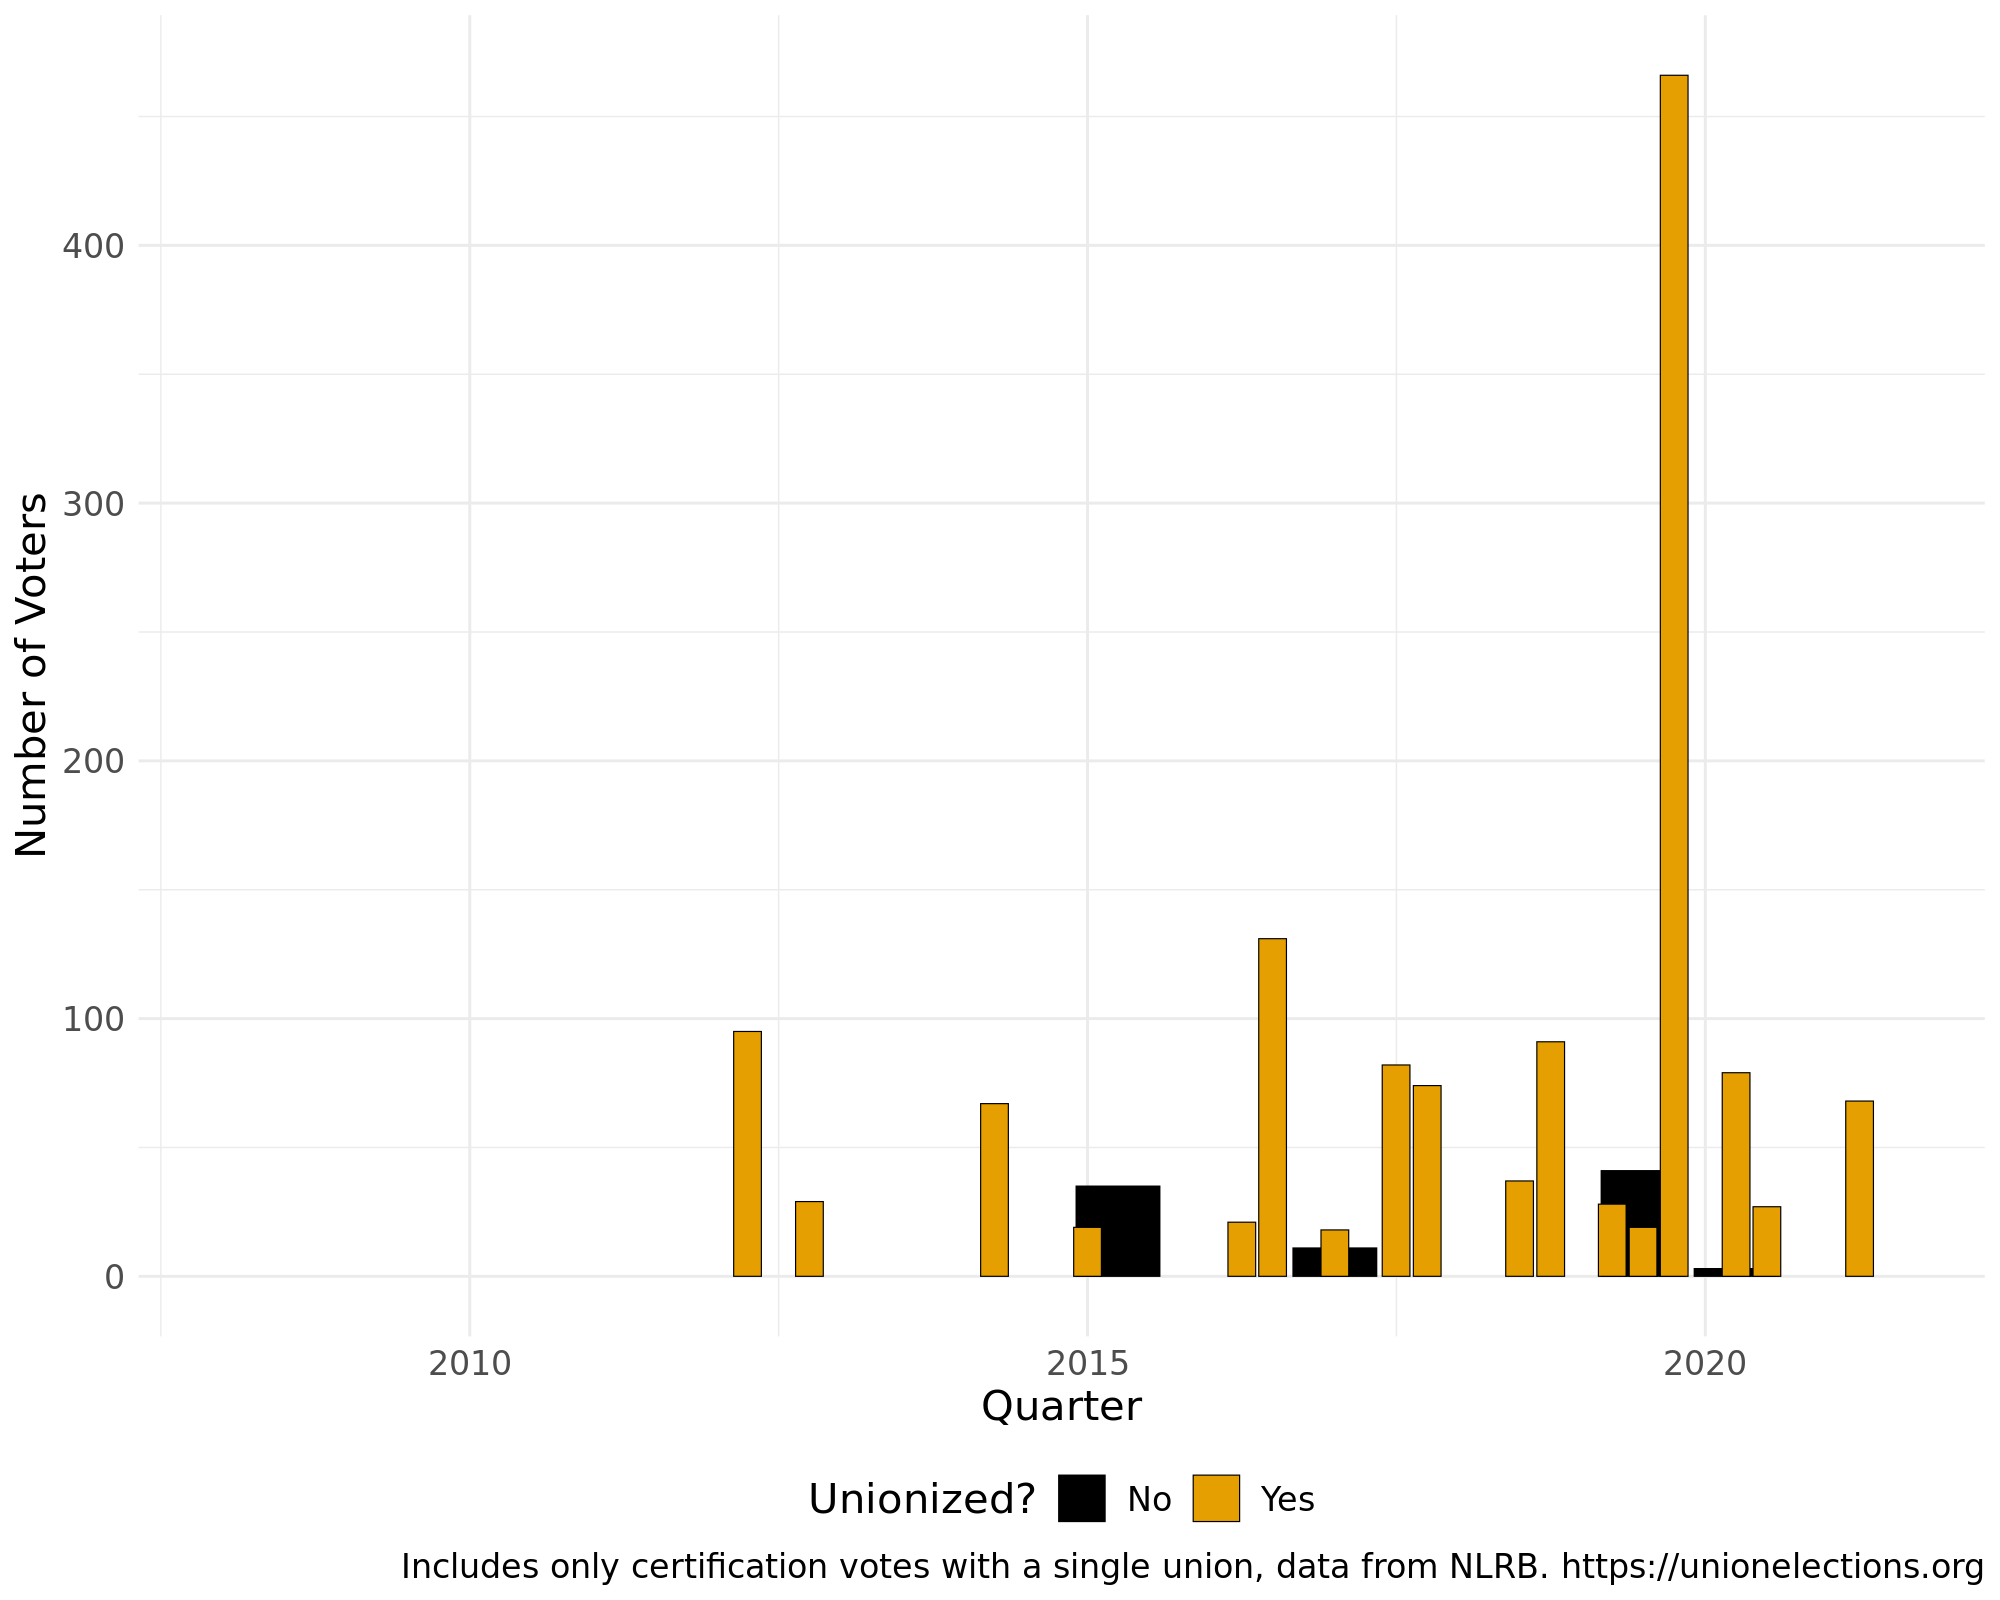 Number of Voters
400
300
200
100
0
2010 2015 2020
Quarter
Unionized? No Yes
Includes only certification votes with a single union, data from NLRB. https://unionelections.org